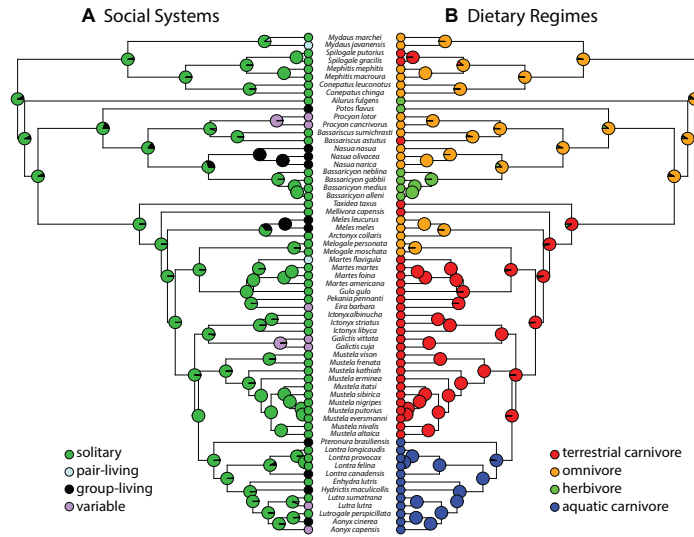 A Social Systems
B Dietary Regimes
Mydaus marchei
Mydaus javanensis
Spilogale putorius
Spilogale gracilis
Mephitis mephitis
Mephitis macroura
Conepatus leuconotus
Conepatus chinga
Ailurus fulgens
Potos flavus
Procyon lotor
Procyon cancrivorus
Bassariscus sumichrasti
Bassariscus astutus
Nasua nasua
Nasua olivacea
Nasua narica
Bassaricyon neblina
Bassaricyon gabbii
Bassaricyon medius
Bassaricyon alleni
Taxidea taxus
Mellivora capensis
Meles leucurus
Meles meles
Arctonyx collaris
Melogale personata
Melogale moschata
Martes flavigula
Martes martes
Martes foina
Martes americana
Gulo gulo
Pekania pennanti
Eira barbara
Ictonyxalbinucha
Ictonyx striatus
Ictonyx libyca
Galictis vittata
Galictis cuja
Mustela vison
Mustela frenata
Mustela kathiah
Mustela erminea
Mustela itatsi
Mustela sibirica
Mustela nigripes
Mustela putorius
Mustela eversmanni
Mustela nivalis
Mustela altaica
Pteronura brasiliensis
Lontra longicaudis
Lontra provocax
Lontra felina
Lontra canadensis
Enhydra lutris
Hydrictis maculicollis
Lutra sumatrana
Lutra lutra
Lutrogale perspicillata
Aonyx cinerea
Aonyx capensis
solitary
pair-living
group-living
variable
terrestrial carnivore
omnivore
herbivore
aquatic carnivore